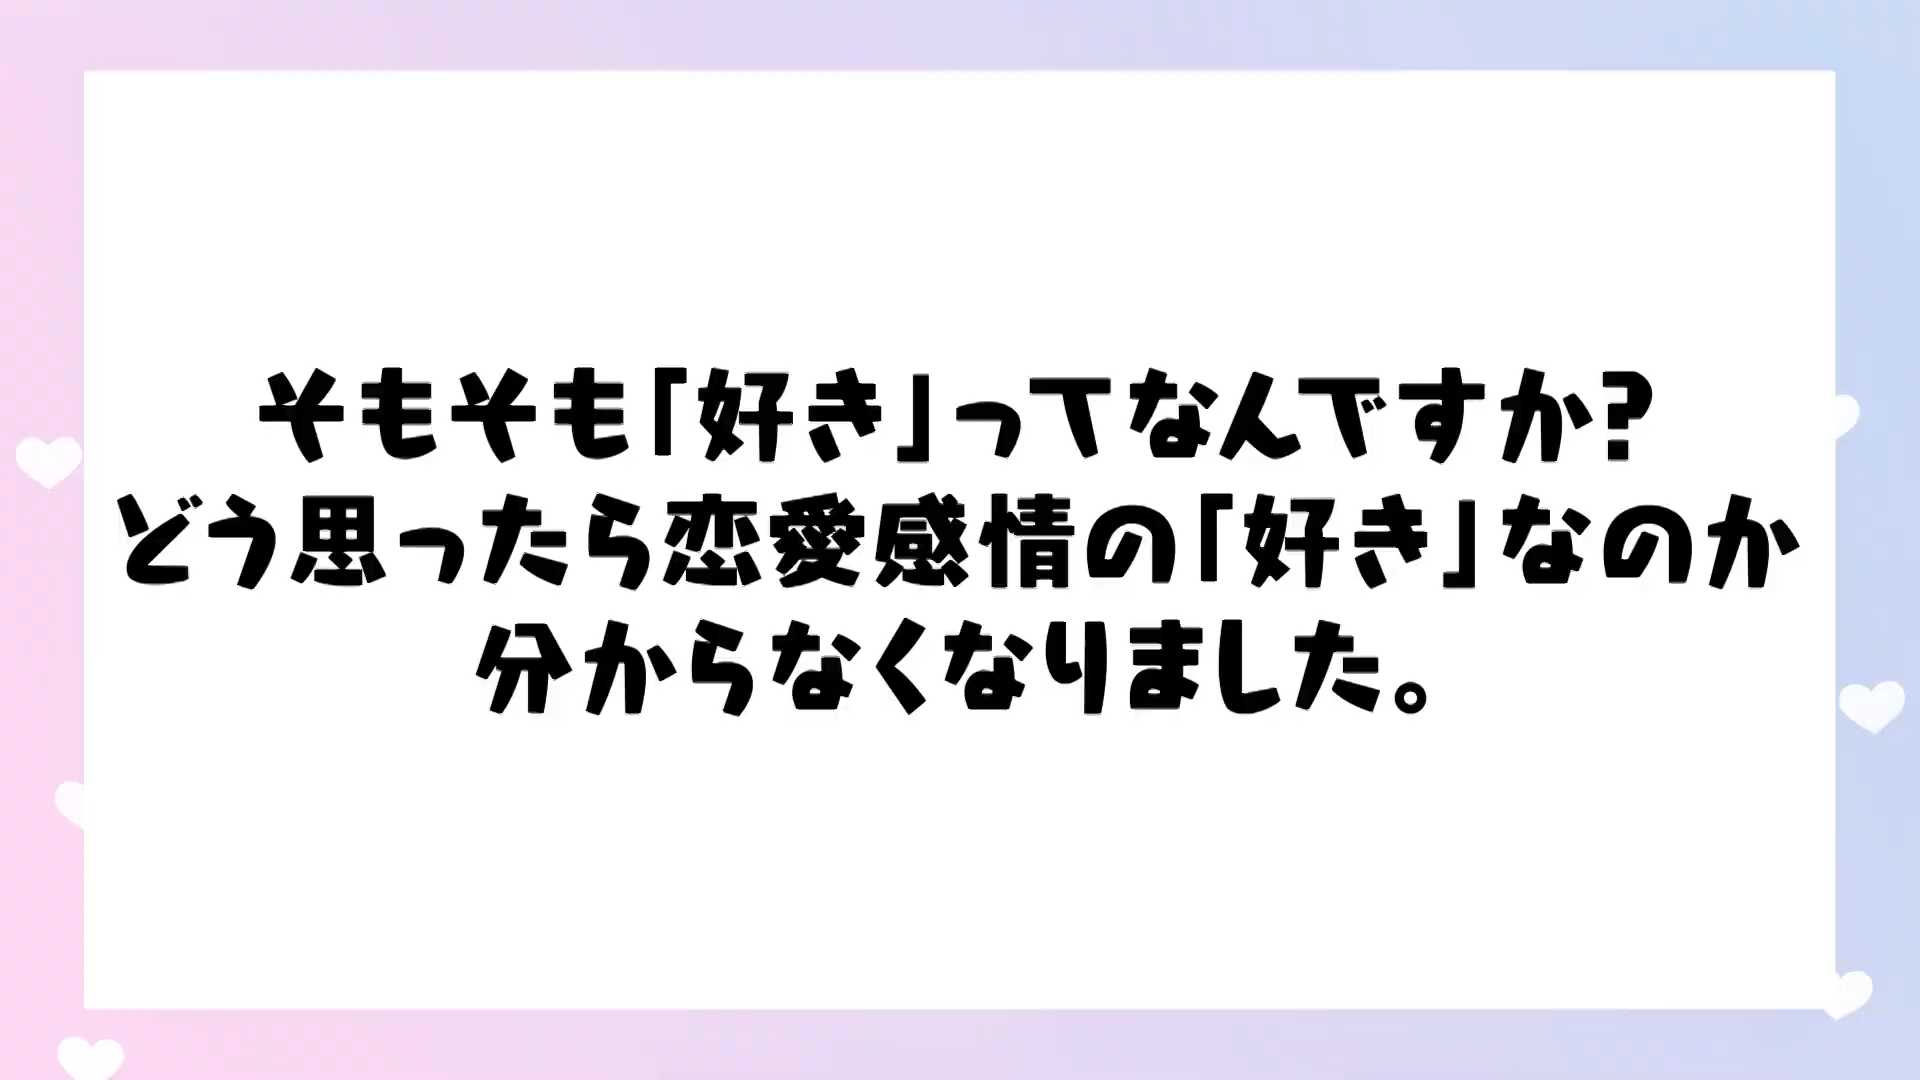 そもそも「好き」ってなんですか?
どう思ったら恋愛感情の「好き」なのか
分からなくなりました。